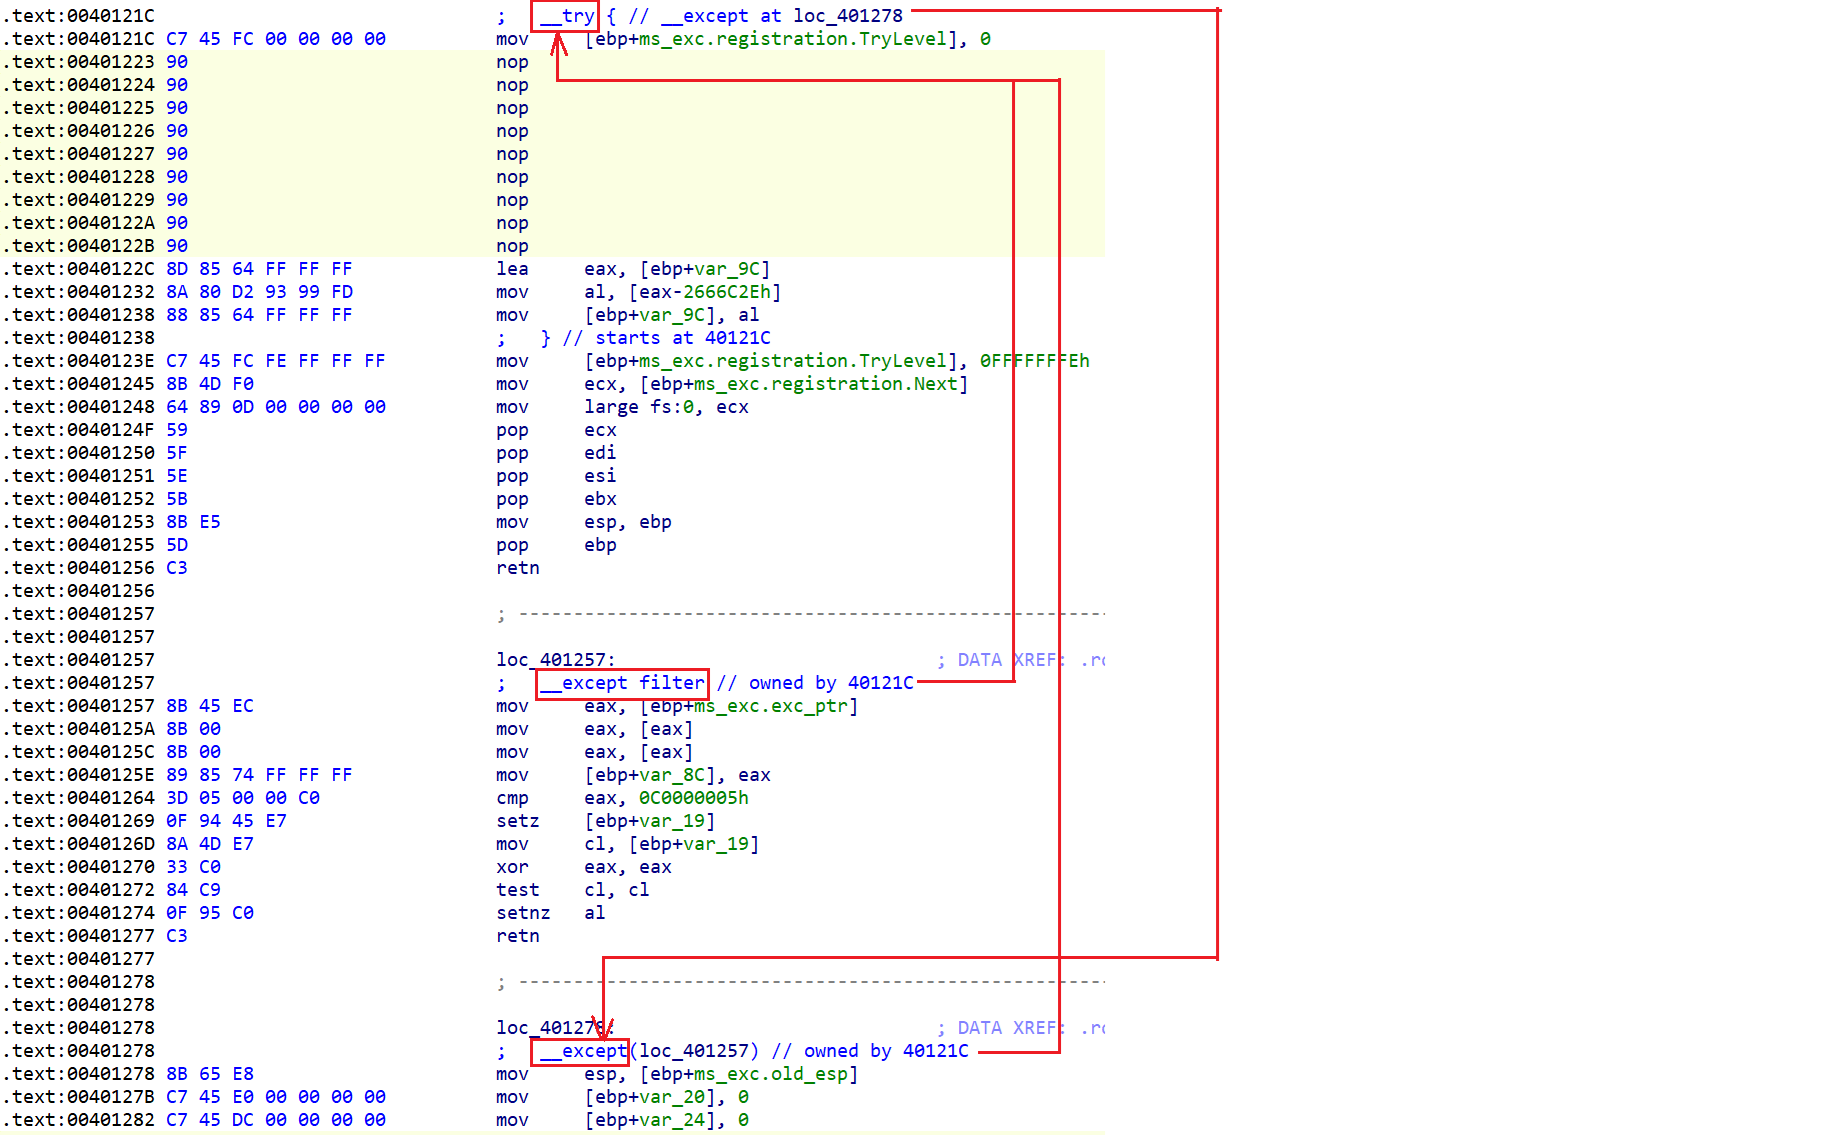 .text:0040121C ;   __try { // __except at loc_401278
.text:0040121C C7 45 FC 00 00 00 00 mov [ebp+ms_exc.registration.TryLevel], 0
.text:00401223 90 nop
.text:00401224 90 nop
.text:00401225 90 nop
.text:00401226 90 nop
.text:00401227 90 nop
.text:00401228 90 nop
.text:00401229 90 nop
.text:0040122A 90 nop
.text:0040122B 90 nop
.text:0040122C 8D 85 64 FF FF FF lea eax, [ebp+var_9C]
.text:00401232 8A 80 D2 93 99 FD mov al, [eax-2666C2Eh]
.text:00401238 88 85 64 FF FF FF mov [ebp+var_9C], al
.text:00401238 ;   } // starts at 40121C
.text:0040123E C7 45 FC FE FF FF FF mov [ebp+ms_exc.registration.TryLevel], 0FFFFFFFEh
.text:00401245 8B 4D F0 mov ecx, [ebp+ms_exc.registration.Next]
.text:00401248 64 89 0D 00 00 00 00 mov large fs:0, ecx
.text:0040124F 59 pop ecx
.text:00401250 5F pop edi
.text:00401251 5E pop esi
.text:00401252 5B pop ebx
.text:00401253 8B E5 mov esp, ebp
.text:00401255 5D pop ebp
.text:00401256 C3 retn
.text:00401256
.text:00401257 ; ------------------------------------------------------
.text:00401257
.text:00401257 loc_401257: ; DATA XREF: .r
.text:00401257 ;   __except filter // owned by 40121C
.text:00401257 8B 45 EC mov eax, [ebp+ms_exc.exc_ptr]
.text:0040125A 8B 00 mov eax, [eax]
.text:0040125C 8B 00 mov eax, [eax]
.text:0040125E 89 85 74 FF FF FF mov [ebp+var_8C], eax
.text:00401264 3D 05 00 00 C0 cmp eax, 0C0000005h
.text:00401269 0F 94 45 E7 setz [ebp+var_19]
.text:0040126D 8A 4D E7 mov cl, [ebp+var_19]
.text:00401270 33 C0 xor eax, eax
.text:00401272 84 C9 test cl, cl
.text:00401274 0F 95 C0 setnz al
.text:00401277 C3 retn
.text:00401277
.text:00401278 ; ------------------------------------------------------
.text:00401278
.text:00401278 loc_401278: ; DATA XREF: .r
.text:00401278 ;   __except(loc_401257) // owned by 40121C
.text:00401278 8B 65 E8 mov esp, [ebp+ms_exc.old_esp]
.text:0040127B C7 45 E0 00 00 00 00 mov [ebp+var_20], 0
.text:00401282 C7 45 DC 00 00 00 00 mov [ebp+var_24], 0